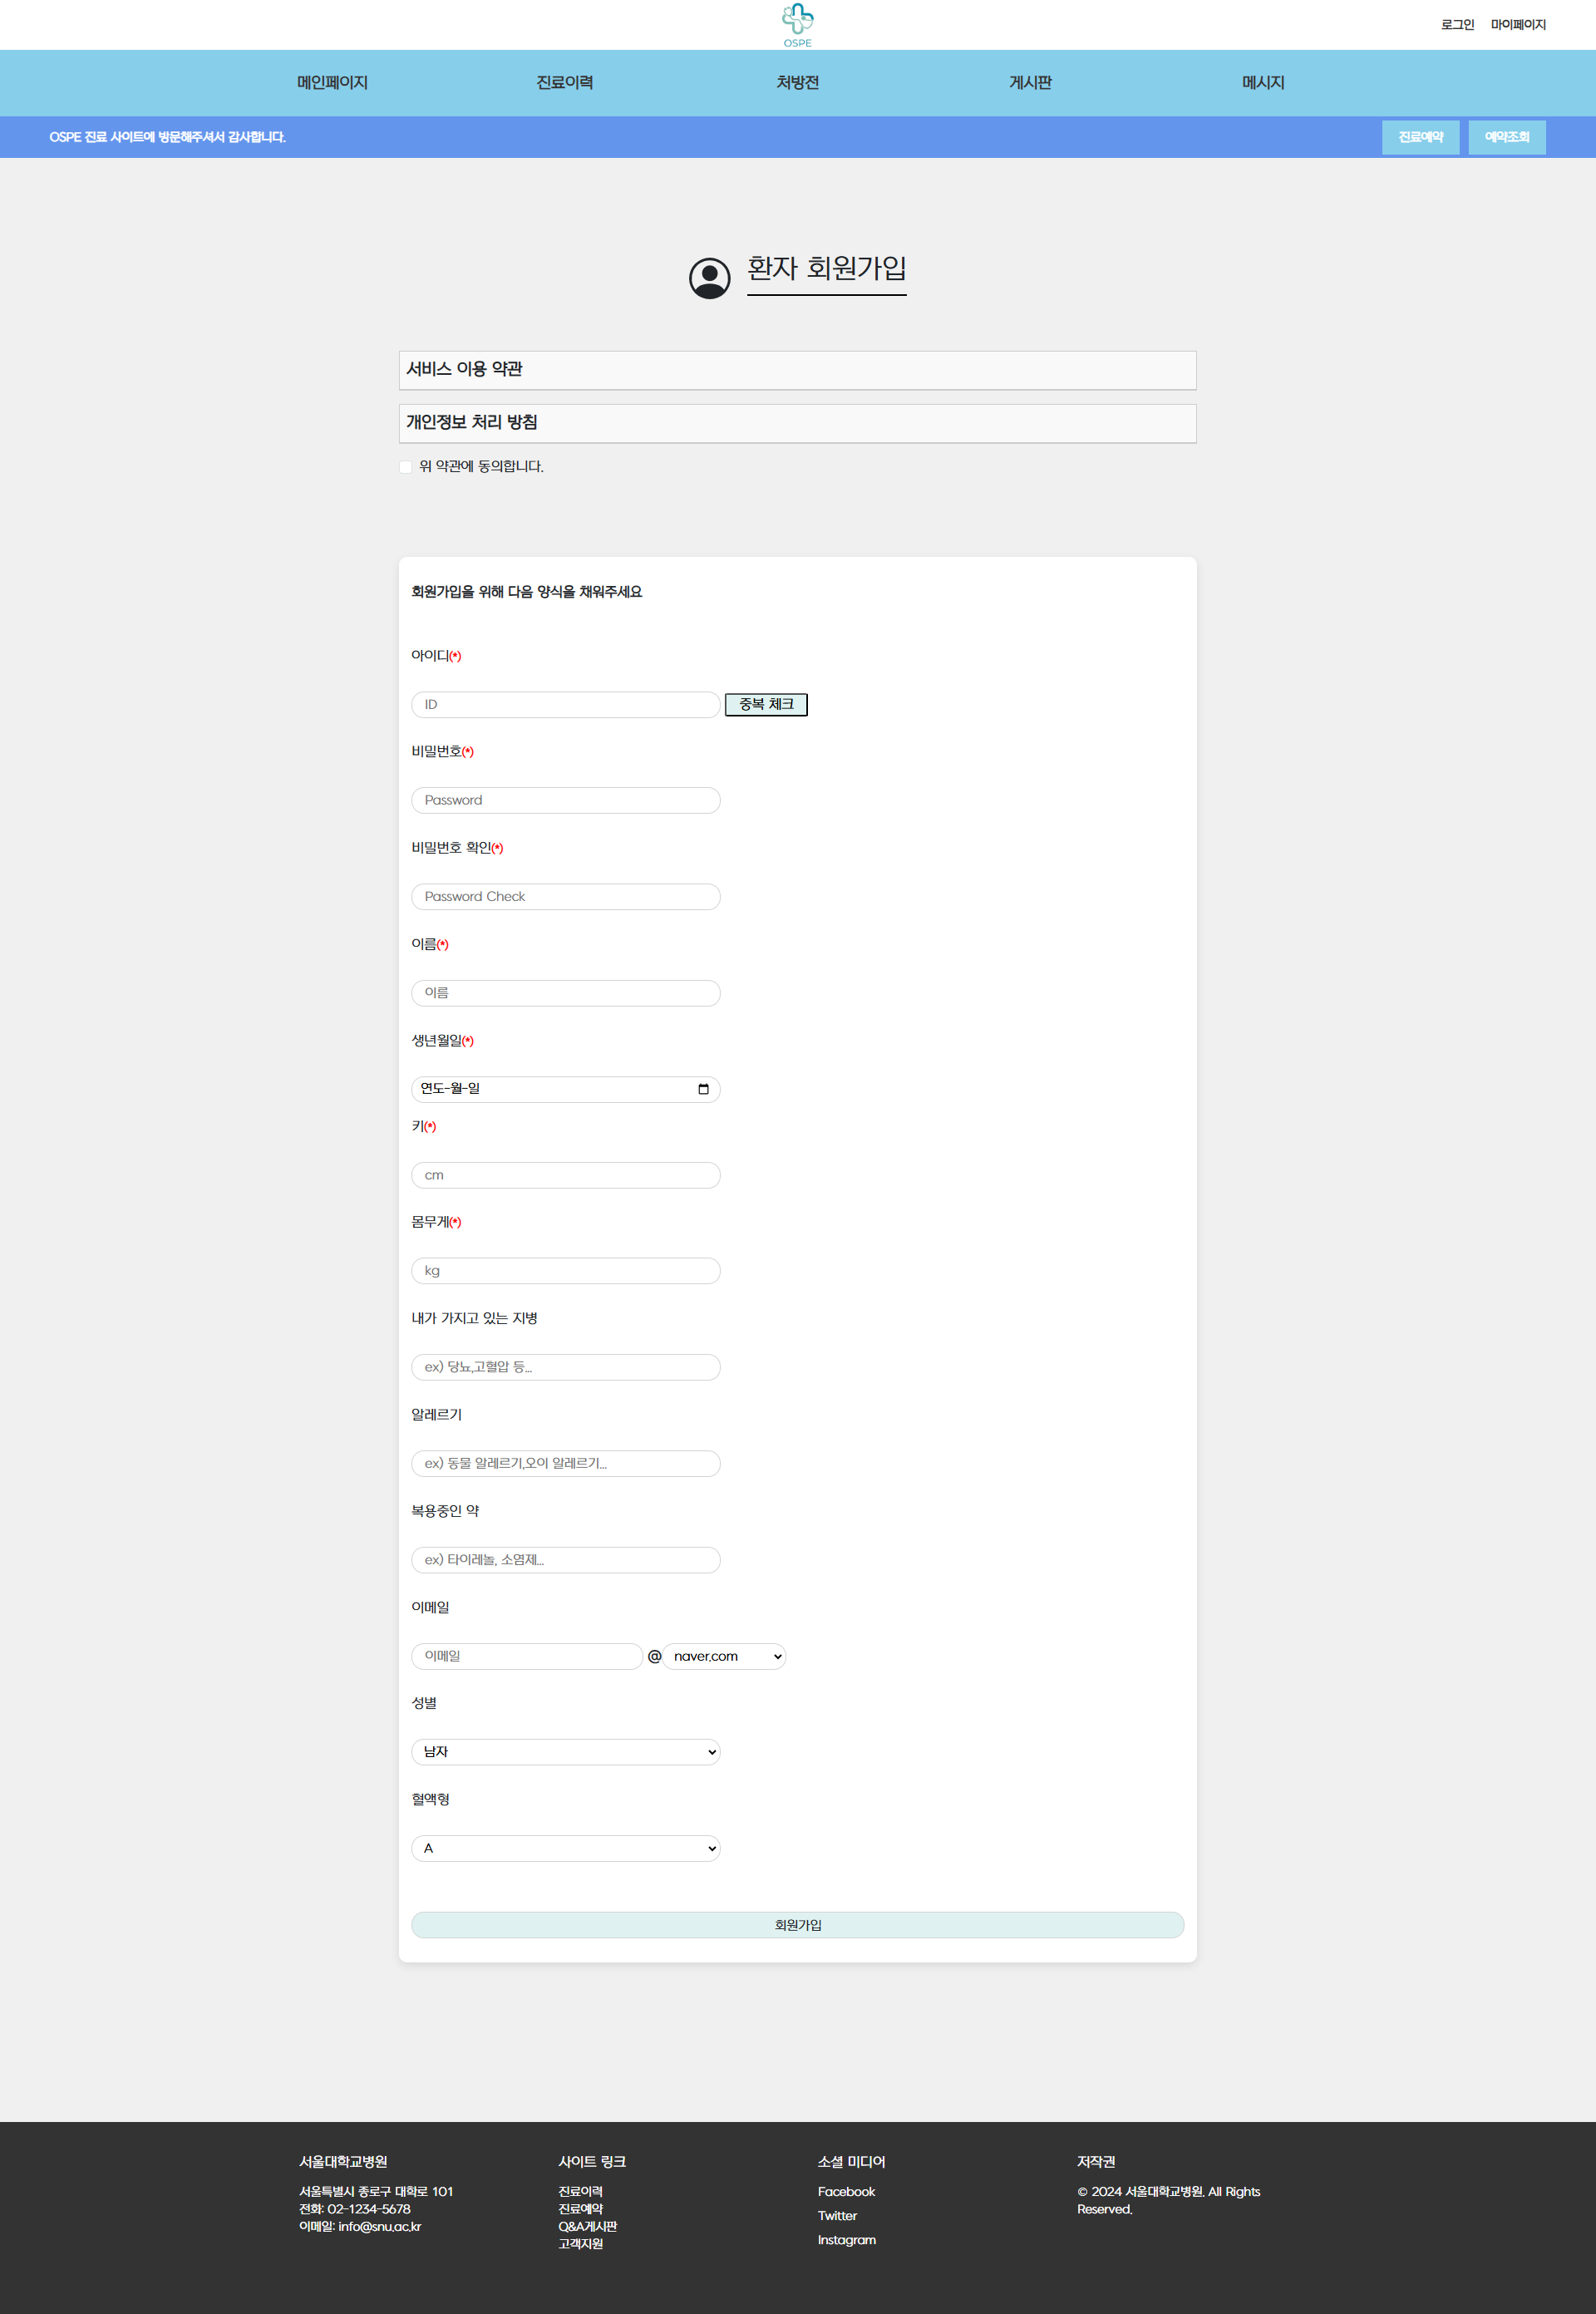 OSPE
로그인 마이페이지
메인페이지 진료이력 처방전 게시판 메시지
OSPE 진료 사이트에 방문해주셔서 감사합니다.
진료예약 예약조회
환자 회원가입
서비스 이용 약관
개인정보 처리 방침
위 약관에 동의합니다.
회원가입을 위해 다음 양식을 채워주세요
아이디(*)
ID 중복 체크
비밀번호(*)
Password
비밀번호 확인(*)
Password Check
이름(*)
이름
생년월일(*)
연도-월-일
키(*)
cm
몸무게(*)
kg
내가 가지고 있는 지병
ex) 당뇨,고혈압 등...
알레르기
ex) 동물 알레르기,오이 알레르기...
복용중인 약
ex) 타이레놀, 소염제...
이메일
이메일 @ naver.com
성별
남자
혈액형
A
회원가입
서울대학교병원
서울특별시 종로구 대학로 101
전화: 02-1234-5678
이메일: info@snu.ac.kr
사이트 링크
진료이력
진료예약
Q&A게시판
고객지원
소셜 미디어
Facebook
Twitter
Instagram
저작권
© 2024 서울대학교병원. All Rights
Reserved.